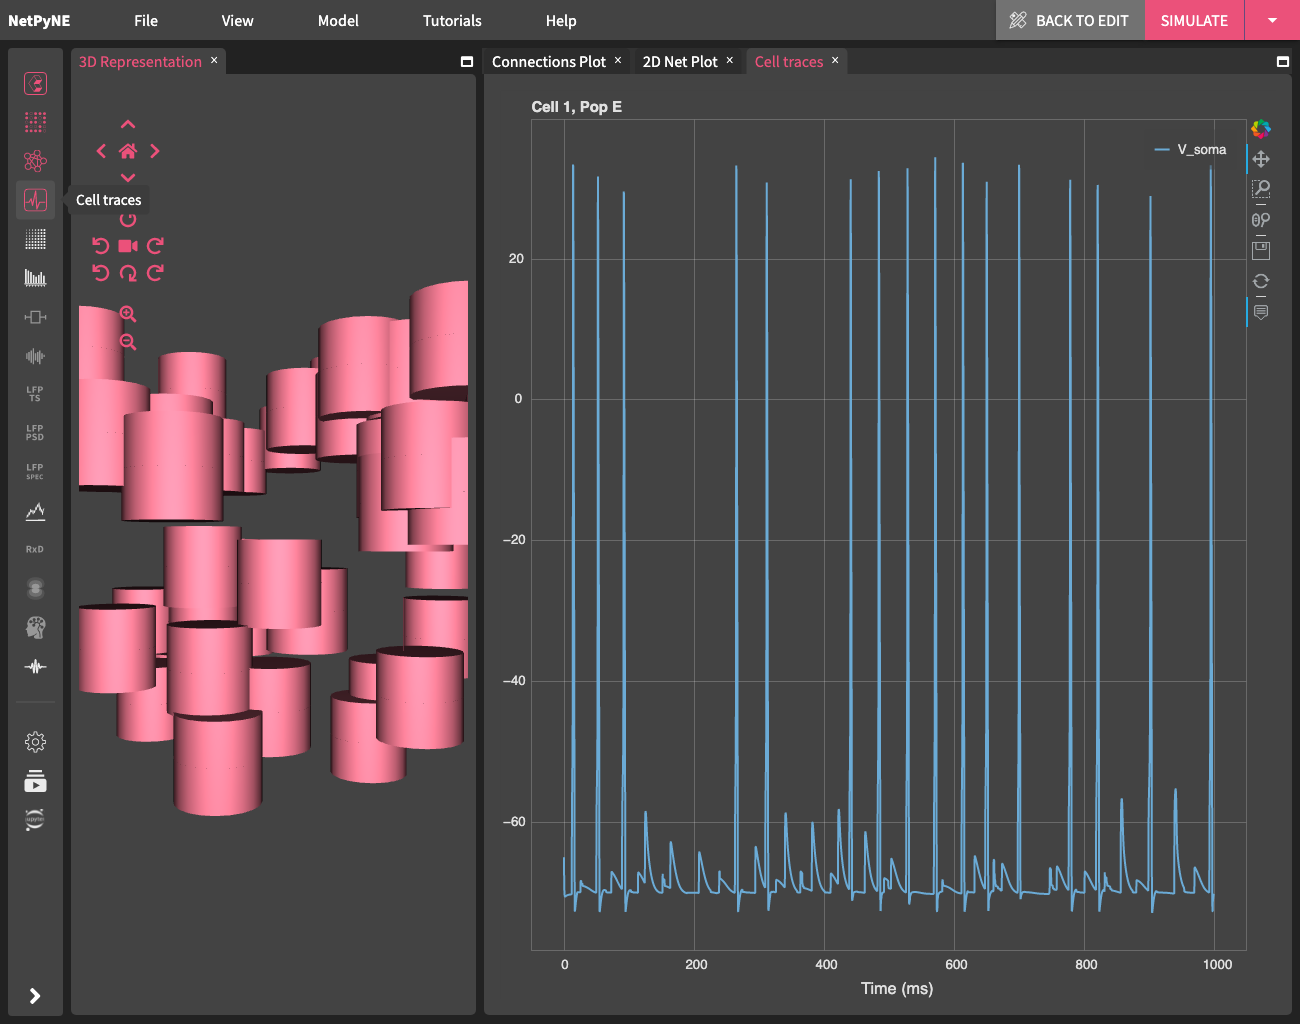 NetPyNE File View Model Tutorials Help BACK TO EDIT SIMULATE
3D Representation ×
Connections Plot × 2D Net Plot × Cell traces ×
Cell traces
LFP
TS
LFP
PSD
LFP
SPEC
RxD
jupyter
Cell 1, Pop E
V_soma
20
0
−20
−40
−60
0 200 400 600 800 1000
Time (ms)